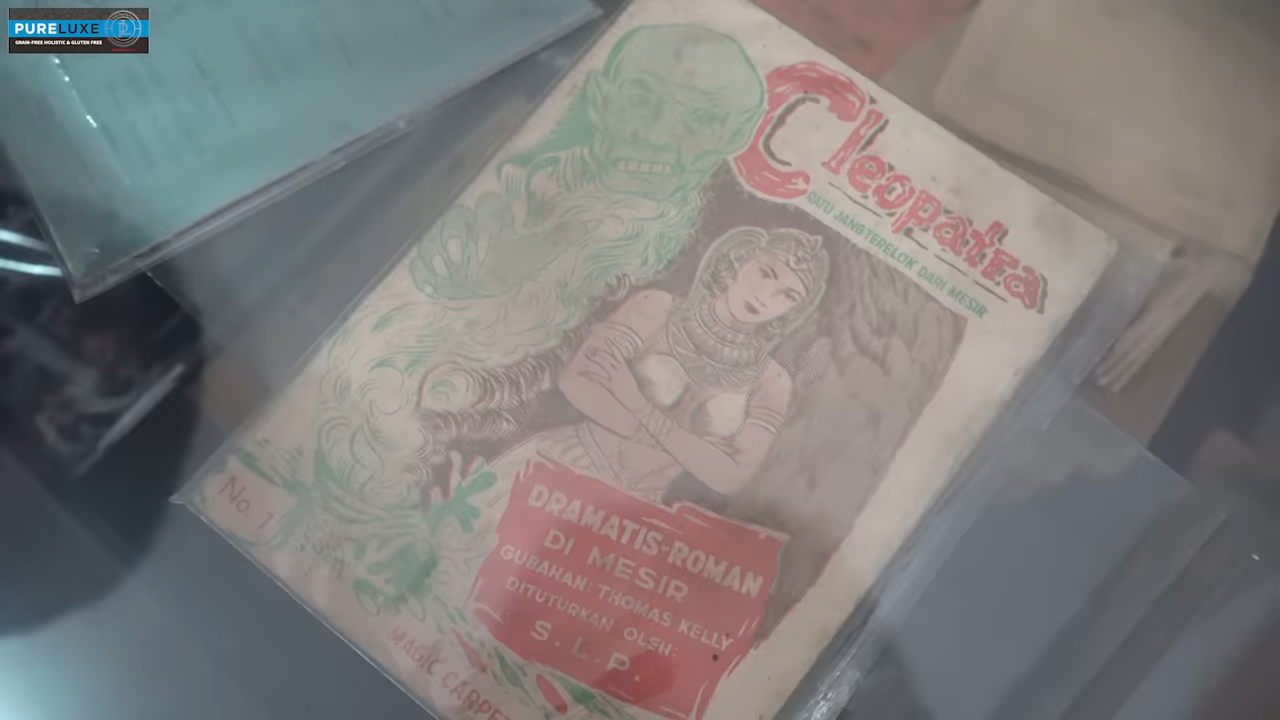 PURELUXE
GRAIN-FREE HOLISTIC & GLUTEN FREE
Cleopatra
RATU JANG TERELOK DARI MESIR
No. 1
DRAMATIS-ROMAN
DI MESIR
GUBAHAN: THOMAS KELLY
DITUTURKAN OLEH:
S. L. P.
MAGIC CARPET